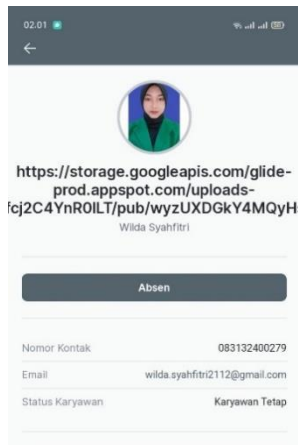 02.01
https://storage.googleapis.com/glide-
prod.appspot.com/uploads-
fcj2C4YnR0ILT/pub/wyzUXDGkY4MQyH
Wilda Syahfitri
Absen
Nomor Kontak 083132400279
Email wilda.syahfitri2112@gmail.com
Status Karyawan Karyawan Tetap